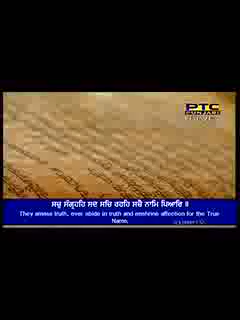 PTC
PUNJABI
ਸਚੁ ਸੰਗ੍ਰਹਹਿ ਸਦ ਸਚਿ ਰਹਹਿ ਸਚੈ ਨਾਮਿ ਪਿਆਰਿ ॥
They amass truth, ever abide in truth and enshrine affection for the True
Name.